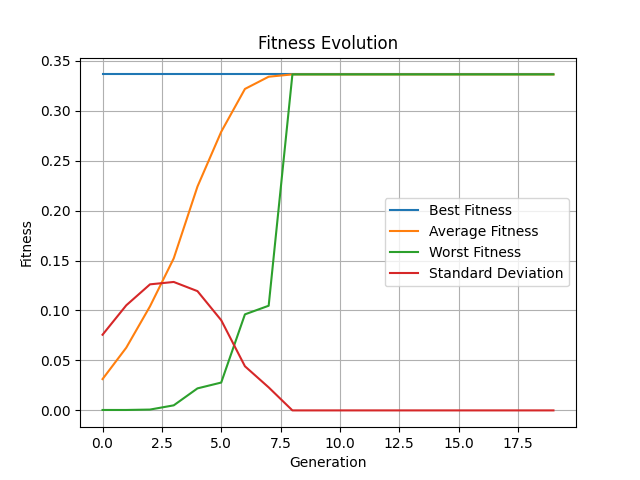 Fitness Evolution
0.35
0.30
0.25
0.20
0.15
0.10
0.05
0.00
Fitness
Best Fitness
Average Fitness
Worst Fitness
Standard Deviation
0.0 2.5 5.0 7.5 10.0 12.5 15.0 17.5
Generation